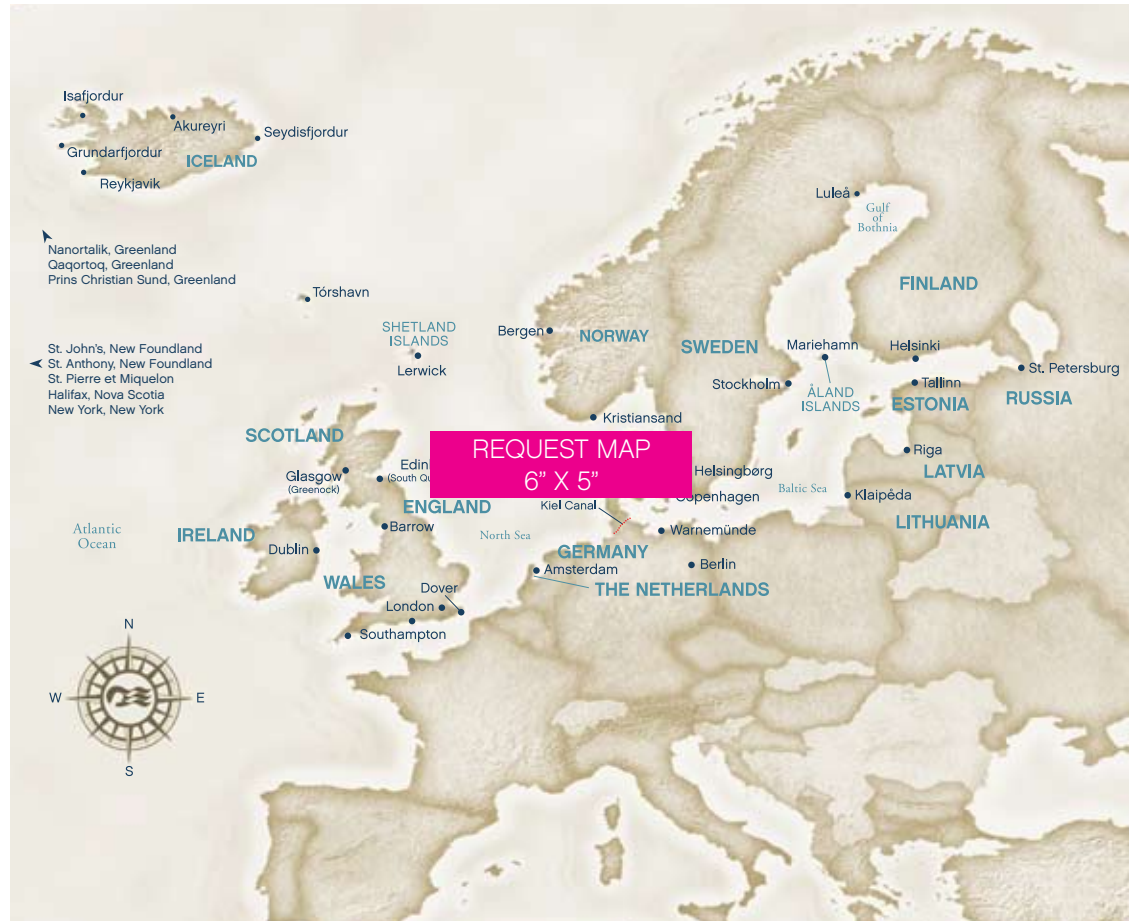 Isafjordur
Akureyri
Seydisfjordur
Grundarfjordur
ICELAND
Reykjavik
Luleå
Gulf
of
Bothnia
Nanortalik, Greenland
Qaqortoq, Greenland
Prins Christian Sund, Greenland
FINLAND
Tórshavn
SHETLAND
ISLANDS
Lerwick
Bergen
NORWAY
SWEDEN
Mariehamn
Helsinki
St. John's, New Foundland
St. Anthony, New Foundland
St. Pierre et Miquelon
Halifax, Nova Scotia
New York, New York
St. Petersburg
Stockholm
ÅLAND
ISLANDS
Tallinn
ESTONIA
RUSSIA
Kristiansand
SCOTLAND
REQUEST MAP
6” X 5”
Riga
LATVIA
Glasgow
(Greenock)
Edin
(South Qu
Helsingbørg
Baltic Sea
Klaipėda
Copenhagen
ENGLAND
Kiel Canal
LITHUANIA
Atlantic
Ocean
IRELAND
Barrow
North Sea
Warnemünde
Dublin
GERMANY
Berlin
WALES
Amsterdam
THE NETHERLANDS
Dover
London
Southampton
N
W
E
S